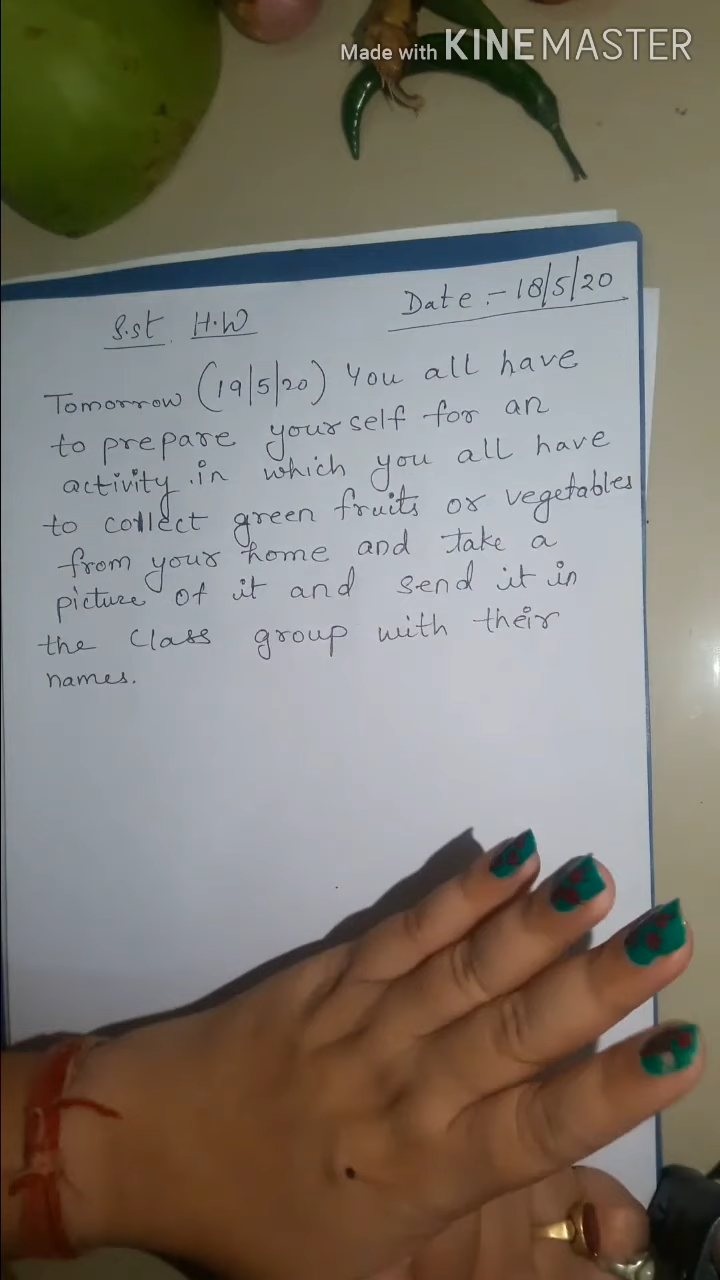 Made with KINEMASTER
S.st H.W Date :- 18/5/20
Tomorrow (19/5/20) You all have
to prepare yourself for an
activity in which you all have
to collect green fruits or vegetables
from your home and take a
picture of it and send it in
the Class group with their
names.